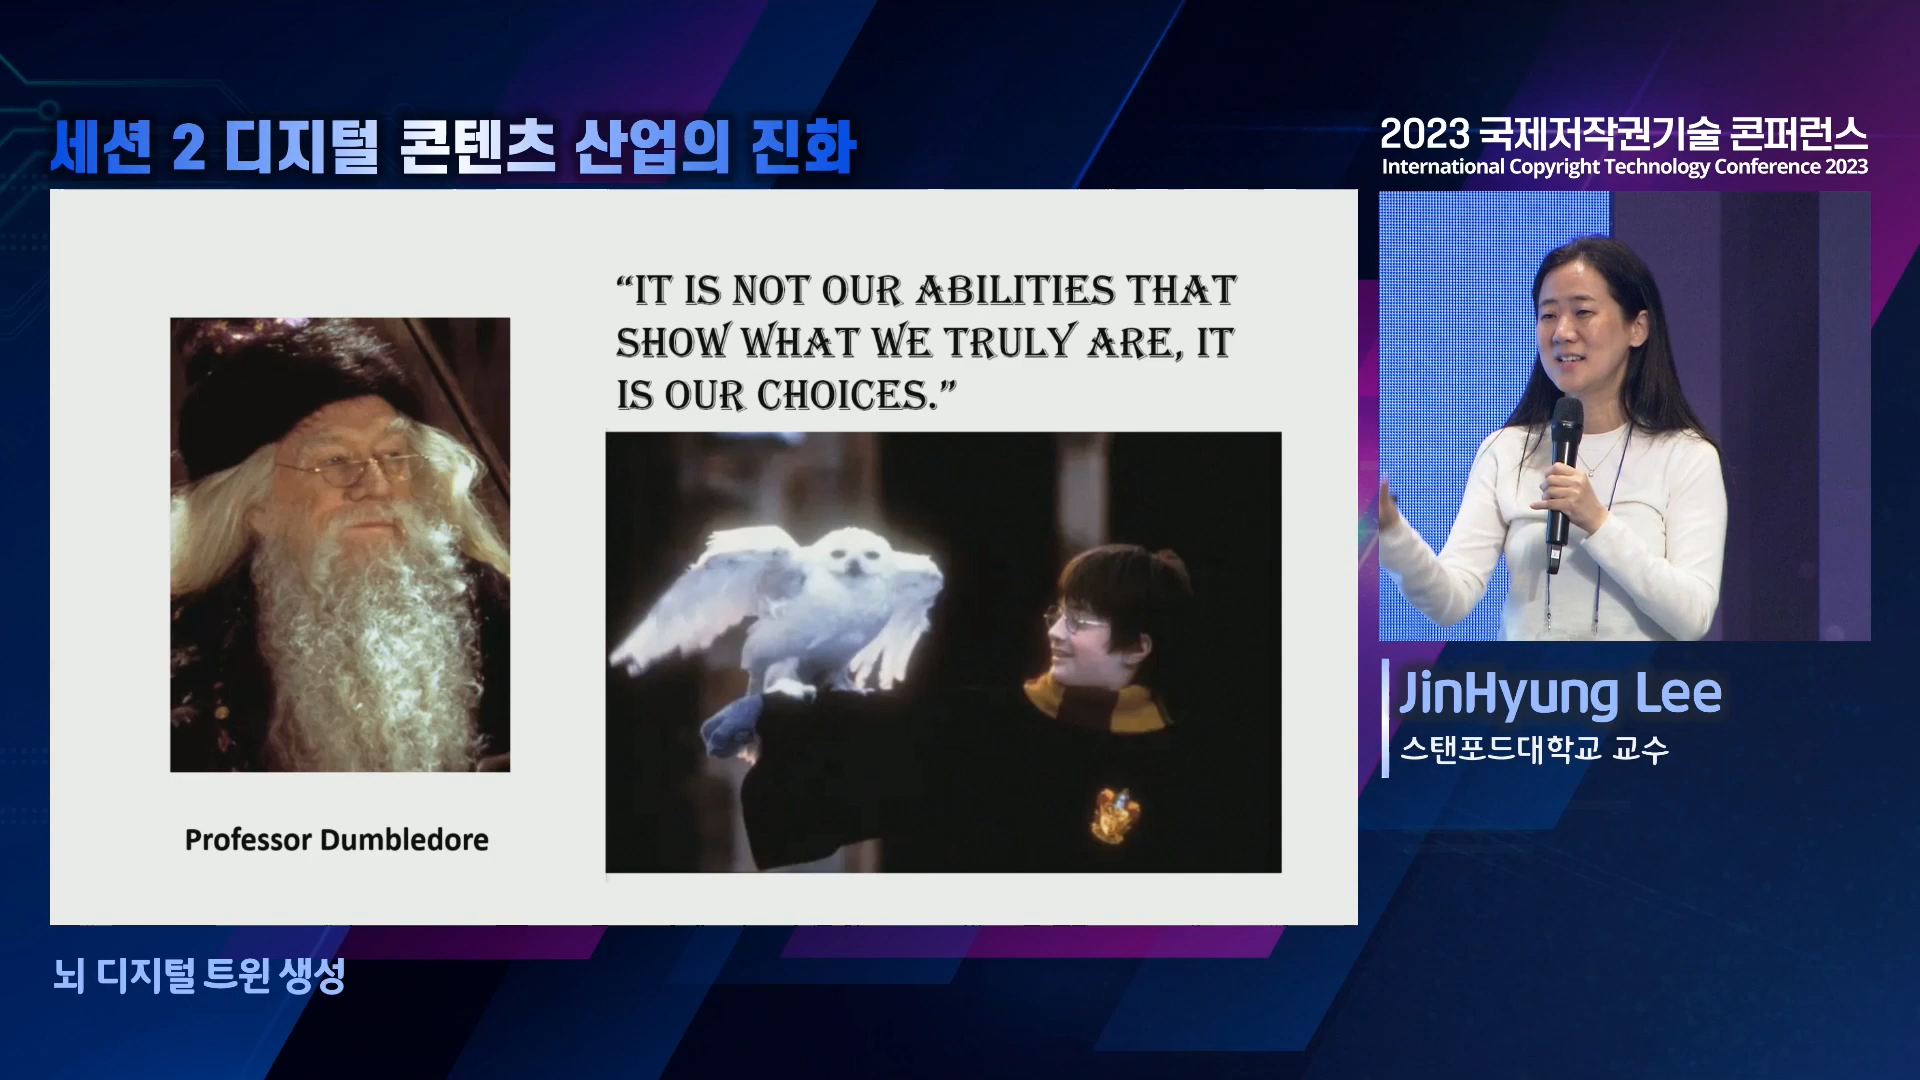 세션 2 디지털 콘텐츠 산업의 진화
2023 국제저작권기술 콘퍼런스
International Copyright Technology Conference 2023
“IT IS NOT OUR ABILITIES THAT
SHOW WHAT WE TRULY ARE, IT
IS OUR CHOICES.”
Professor Dumbledore
JinHyung Lee
스탠포드대학교 교수
뇌 디지털 트윈 생성